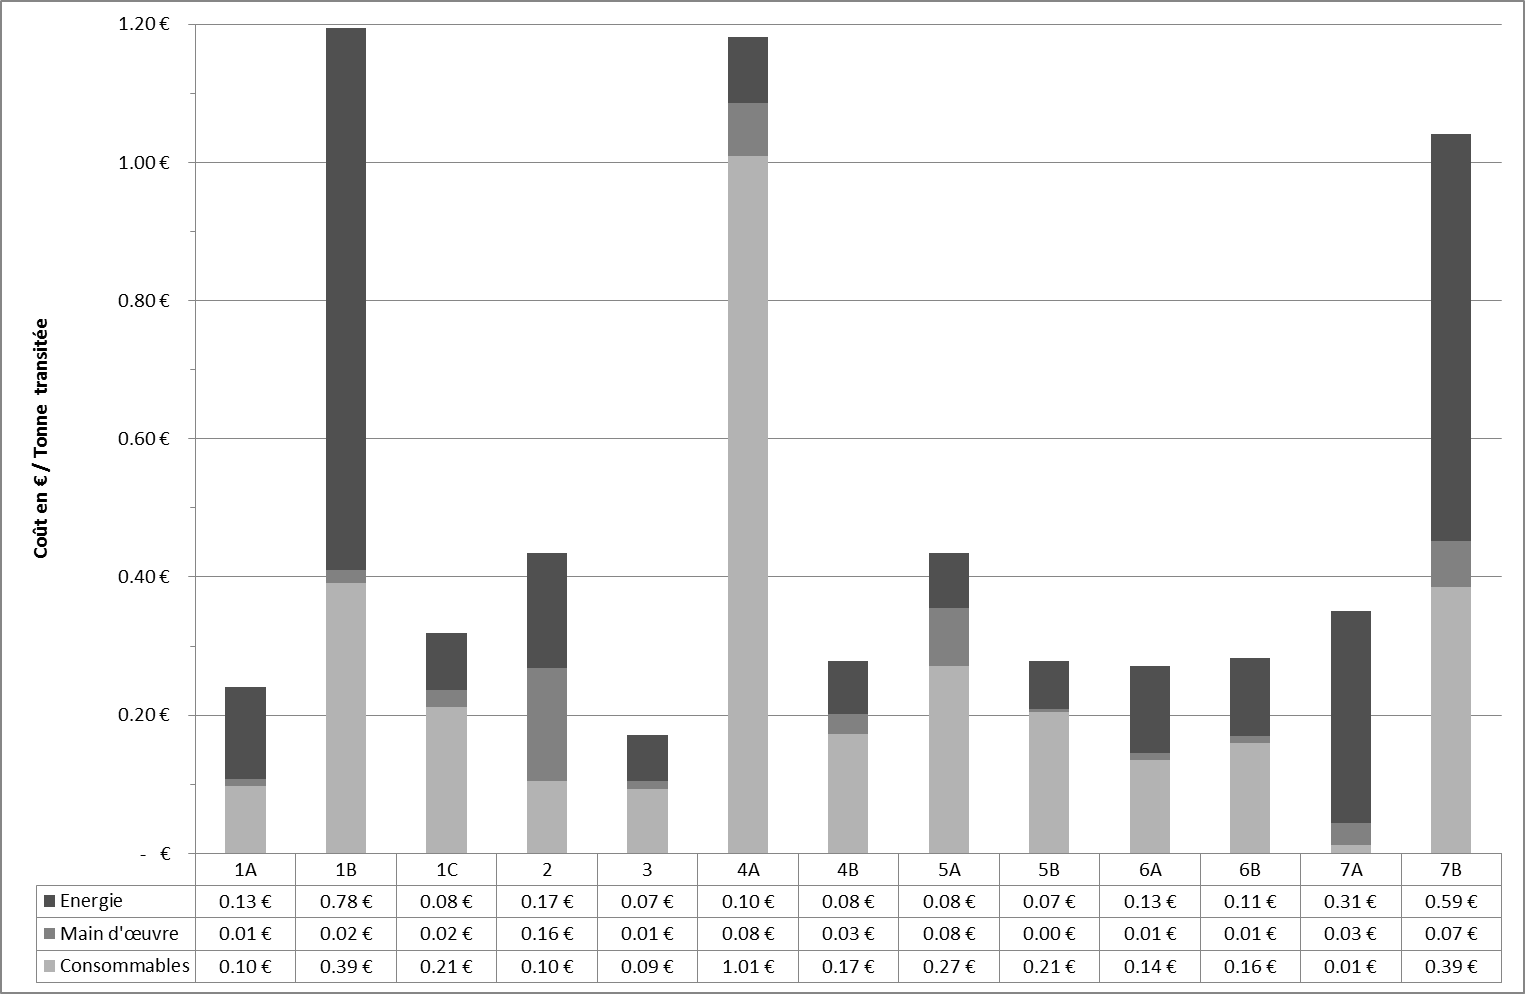 1.20 €
1.00 €
0.80 €
0.60 €
0.40 €
0.20 €
- €
Coût en € / Tonne transitée
1A 1B 1C 2 3 4A 4B 5A 5B 6A 6B 7A 7B
Energie 0.13 € 0.78 € 0.08 € 0.17 € 0.07 € 0.10 € 0.08 € 0.08 € 0.07 € 0.13 € 0.11 € 0.31 € 0.59 €
Main d'œuvre 0.01 € 0.02 € 0.02 € 0.16 € 0.01 € 0.08 € 0.03 € 0.08 € 0.00 € 0.01 € 0.01 € 0.03 € 0.07 €
Consommables 0.10 € 0.39 € 0.21 € 0.10 € 0.09 € 1.01 € 0.17 € 0.27 € 0.21 € 0.14 € 0.16 € 0.01 € 0.39 €